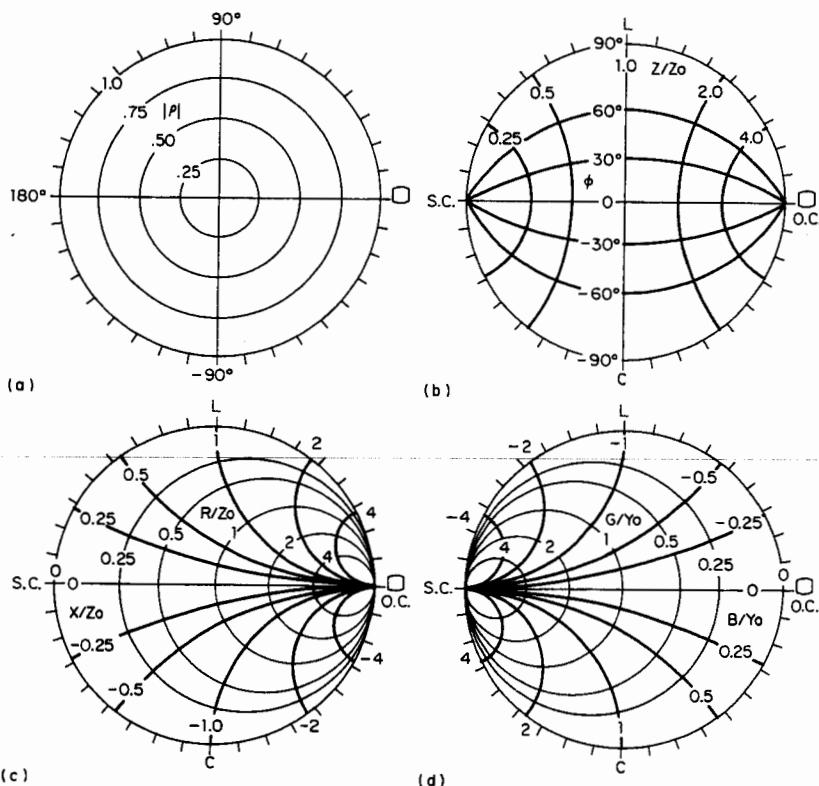 90°
1.0
.75 |ρ|
.50
.25
180°
-90°
(a)
L
90°
1.0 Z/Zo
0.5 2.0
60°
0.25 4.0
30°
ϕ
S.C. 0 O.C.
-30°
-60°
-90°
C
(b)
L
1 2
0.5
4
0.25 R/Zo
0.5 1 2 4
0 0.25
S.C. 0 O.C.
X/Zo
-0.25 -4
-0.5
-1.0 -2
C
(c)
L
-2 -1
-0.5
-4 G/Yo -0.25
4 2 1 0.5
0.25 0
S.C. 0 O.C.
B/Yo
4 0.25
0.5
2 1
C
(d)